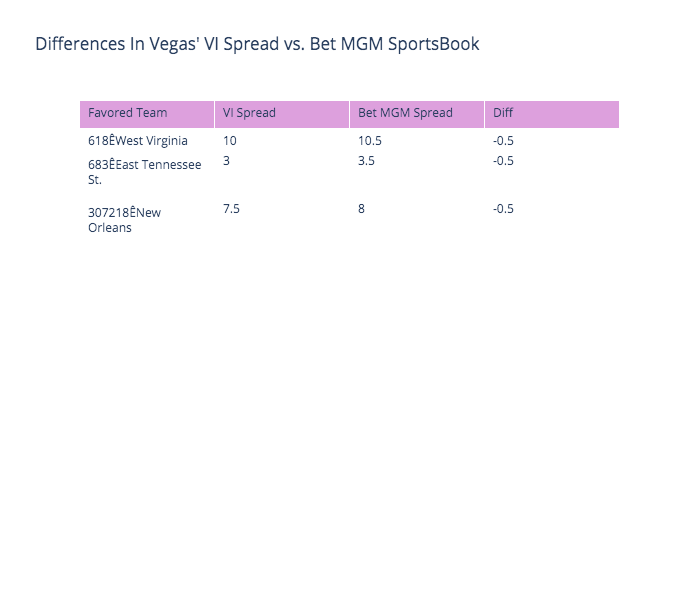 Differences In Vegas' VI Spread vs. Bet MGM SportsBook
Favored Team VI Spread Bet MGM Spread Diff
618ÊWest Virginia 10 10.5 -0.5
683ÊEast Tennessee 3 3.5 -0.5
St.
307218ÊNew 7.5 8 -0.5
Orleans